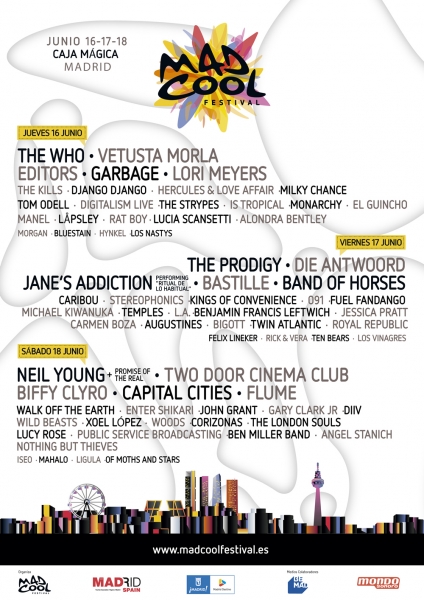 JUNIO 16-17-18
CAJA MÁGICA
MADRID
MAD
COOL
FESTIVAL
JUEVES 16 JUNIO
THE WHO · VETUSTA MORLA
EDITORS · GARBAGE · LORI MEYERS
THE KILLS · DJANGO DJANGO · HERCULES & LOVE AFFAIR · MILKY CHANCE
TOM ODELL · DIGITALISM LIVE · THE STRYPES · IS TROPICAL · MONARCHY · EL GUINCHO
MANEL · LÅPSLEY · RAT BOY · LUCIA SCANSETTI · ALONDRA BENTLEY
MORGAN · BLUESTAIN · HYNKEL · LOS NASTYS
VIERNES 17 JUNIO
THE PRODIGY · DIE ANTWOORD
JANE'S ADDICTION PERFORMING "RITUAL DE LO HABITUAL" · BASTILLE · BAND OF HORSES
CARIBOU · STEREOPHONICS · KINGS OF CONVENIENCE · 091 · FUEL FANDANGO
MICHAEL KIWANUKA · TEMPLES · L.A. · BENJAMIN FRANCIS LEFTWICH · JESSICA PRATT
CARMEN BOZA · AUGUSTINES · BIGOTT · TWIN ATLANTIC · ROYAL REPUBLIC
FELIX LINEKER · RICK & VERA · TEN BEARS · LOS VINAGRES
SÁBADO 18 JUNIO
NEIL YOUNG + PROMISE OF THE REAL · TWO DOOR CINEMA CLUB
BIFFY CLYRO · CAPITAL CITIES · FLUME
WALK OFF THE EARTH · ENTER SHIKARI · JOHN GRANT · GARY CLARK JR · DIIV
WILD BEASTS · XOEL LÓPEZ · WOODS · CORIZONAS · THE LONDON SOULS
LUCY ROSE · PUBLIC SERVICE BROADCASTING · BEN MILLER BAND · ÁNGEL STANICH
NOTHING BUT THIEVES
ISEO · MAHALO · LIGULA · OF MOTHS AND STARS
www.madcoolfestival.es
MAD COOL FESTIVAL
MADRID SPAIN
¡MADRID!
Madrid Destino
DE MAD
MONDO SONORO